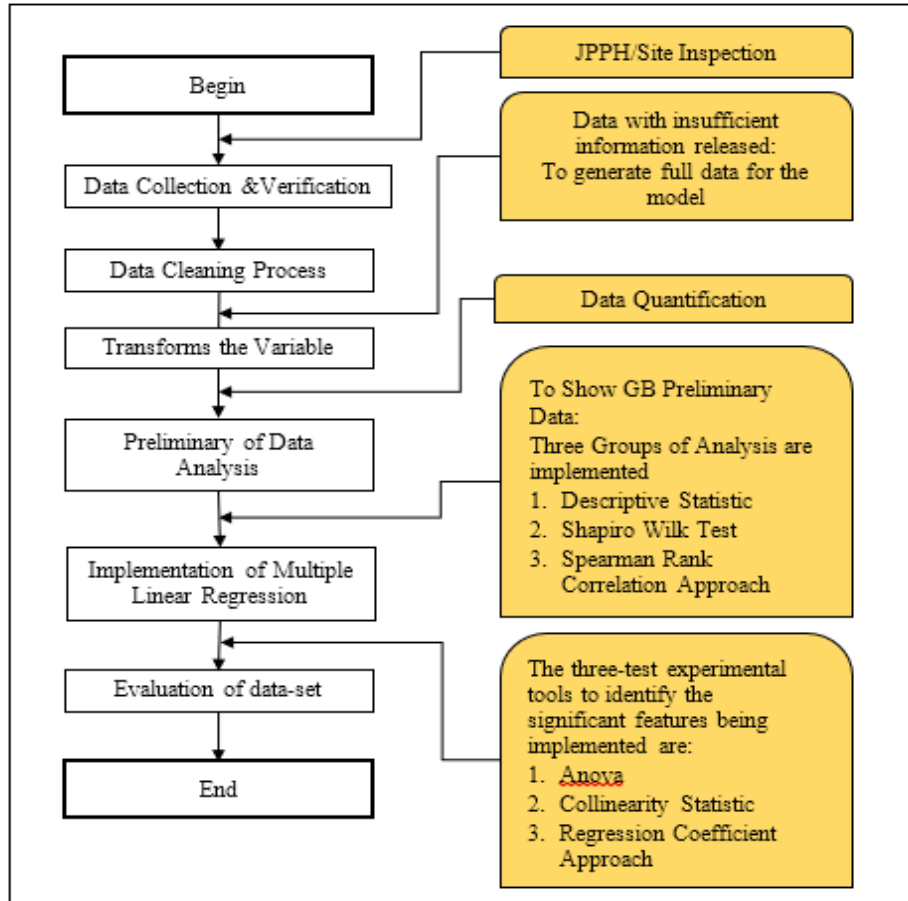 Begin
Data Collection &Verification
Data Cleaning Process
Transforms the Variable
Preliminary of Data
Analysis
Implementation of Multiple
Linear Regression
Evaluation of data-set
End
JPPH/Site Inspection
Data with insufficient
information released:
To generate full data for the
model
Data Quantification
To Show GB Preliminary
Data:
Three Groups of Analysis are
implemented
1. Descriptive Statistic
2. Shapiro Wilk Test
3. Spearman Rank
Correlation Approach
The three-test experimental
tools to identify the
significant features being
implemented are:
1. Anova
2. Collinearity Statistic
3. Regression Coefficient
Approach